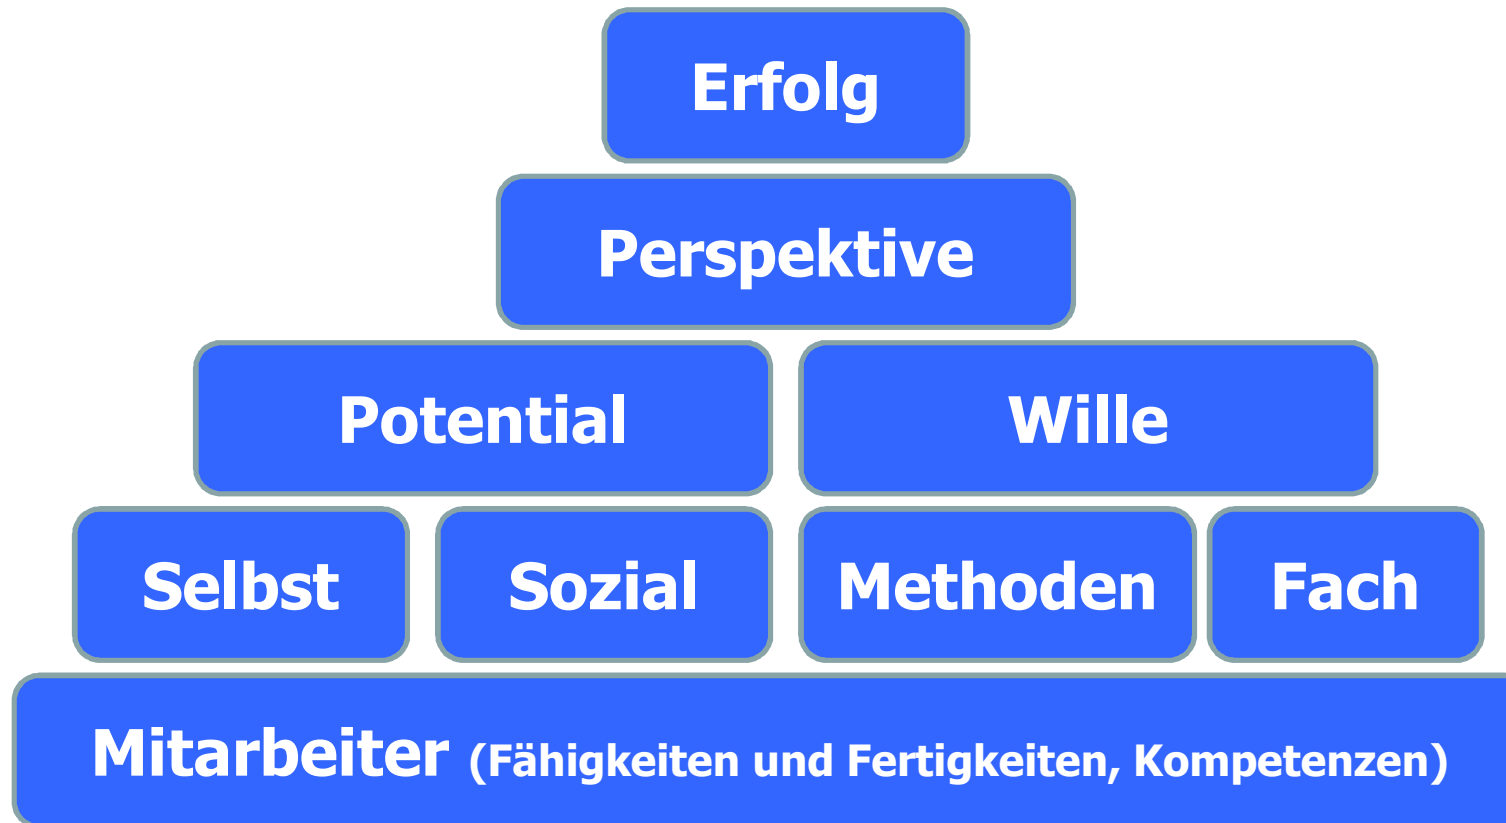 Erfolg
Perspektive
Potential Wille
Selbst Sozial Methoden Fach
Mitarbeiter (Fähigkeiten und Fertigkeiten, Kompetenzen)